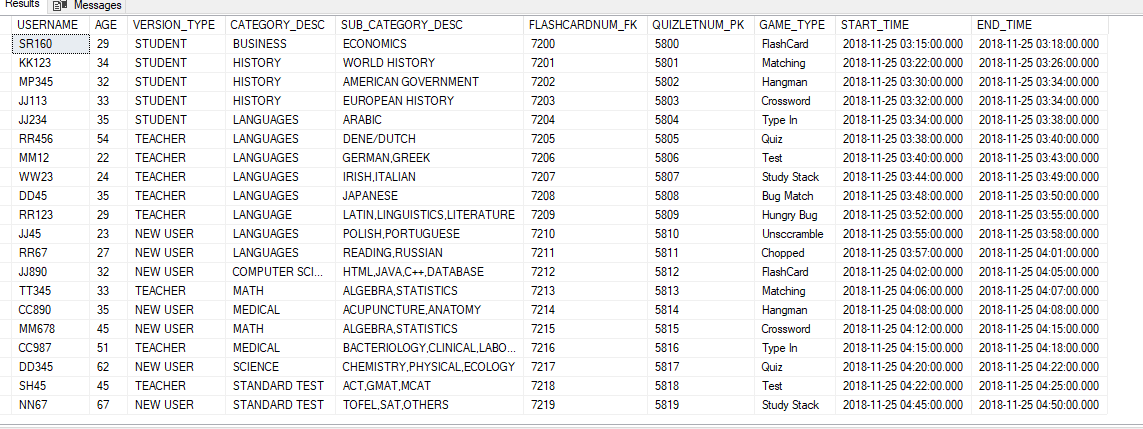 Results Messages
USERNAME AGE VERSION_TYPE CATEGORY_DESC SUB_CATEGORY_DESC FLASHCARDNUM_FK QUIZLETNUM_PK GAME_TYPE START_TIME END_TIME
SR160 29 STUDENT BUSINESS ECONOMICS 7200 5800 FlashCard 2018-11-25 03:15:00.000 2018-11-25 03:18:00.000
KK123 34 STUDENT HISTORY WORLD HISTORY 7201 5801 Matching 2018-11-25 03:22:00.000 2018-11-25 03:26:00.000
MP345 32 STUDENT HISTORY AMERICAN GOVERNMENT 7202 5802 Hangman 2018-11-25 03:30:00.000 2018-11-25 03:34:00.000
JJ113 33 STUDENT HISTORY EUROPEAN HISTORY 7203 5803 Crossword 2018-11-25 03:32:00.000 2018-11-25 03:34:00.000
JJ234 35 STUDENT LANGUAGES ARABIC 7204 5804 Type In 2018-11-25 03:34:00.000 2018-11-25 03:38:00.000
RR456 54 TEACHER LANGUAGES DENE/DUTCH 7205 5805 Quiz 2018-11-25 03:38:00.000 2018-11-25 03:40:00.000
MM12 22 TEACHER LANGUAGES GERMAN,GREEK 7206 5806 Test 2018-11-25 03:40:00.000 2018-11-25 03:43:00.000
WW23 24 TEACHER LANGUAGES IRISH,ITALIAN 7207 5807 Study Stack 2018-11-25 03:44:00.000 2018-11-25 03:49:00.000
DD45 35 TEACHER LANGUAGES JAPANESE 7208 5808 Bug Match 2018-11-25 03:48:00.000 2018-11-25 03:50:00.000
RR123 29 TEACHER LANGUAGE LATIN,LINGUISTICS,LITERATURE 7209 5809 Hungry Bug 2018-11-25 03:52:00.000 2018-11-25 03:55:00.000
JJ45 23 NEW USER LANGUAGES POLISH,PORTUGUESE 7210 5810 Unsccramble 2018-11-25 03:55:00.000 2018-11-25 03:58:00.000
RR67 27 NEW USER LANGUAGES READING,RUSSIAN 7211 5811 Chopped 2018-11-25 03:57:00.000 2018-11-25 04:01:00.000
JJ890 32 NEW USER COMPUTER SCI... HTML,JAVA,C++,DATABASE 7212 5812 FlashCard 2018-11-25 04:02:00.000 2018-11-25 04:05:00.000
TT345 33 TEACHER MATH ALGEBRA,STATISTICS 7213 5813 Matching 2018-11-25 04:06:00.000 2018-11-25 04:07:00.000
CC890 35 NEW USER MEDICAL ACUPUNCTURE,ANATOMY 7214 5814 Hangman 2018-11-25 04:08:00.000 2018-11-25 04:08:00.000
MM678 45 NEW USER MATH ALGEBRA,STATISTICS 7215 5815 Crossword 2018-11-25 04:12:00.000 2018-11-25 04:15:00.000
CC987 51 TEACHER MEDICAL BACTERIOLOGY,CLINICAL,LABO... 7216 5816 Type In 2018-11-25 04:15:00.000 2018-11-25 04:18:00.000
DD345 62 NEW USER SCIENCE CHEMISTRY,PHYSICAL,ECOLOGY 7217 5817 Quiz 2018-11-25 04:20:00.000 2018-11-25 04:22:00.000
SH45 45 TEACHER STANDARD TEST ACT,GMAT,MCAT 7218 5818 Test 2018-11-25 04:22:00.000 2018-11-25 04:25:00.000
NN67 67 NEW USER STANDARD TEST TOFEL,SAT,OTHERS 7219 5819 Study Stack 2018-11-25 04:45:00.000 2018-11-25 04:50:00.000